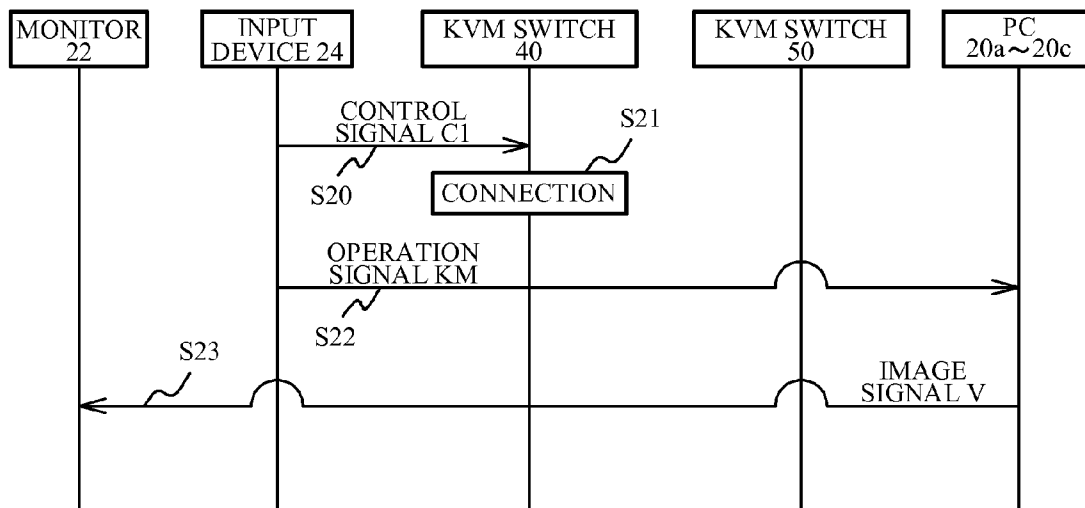 MONITOR
22
INPUT
DEVICE 24
KVM SWITCH
40
KVM SWITCH
50
PC
20a～20c
CONTROL
SIGNAL C1
S20
S21
CONNECTION
OPERATION
SIGNAL KM
S22
S23
IMAGE
SIGNAL V